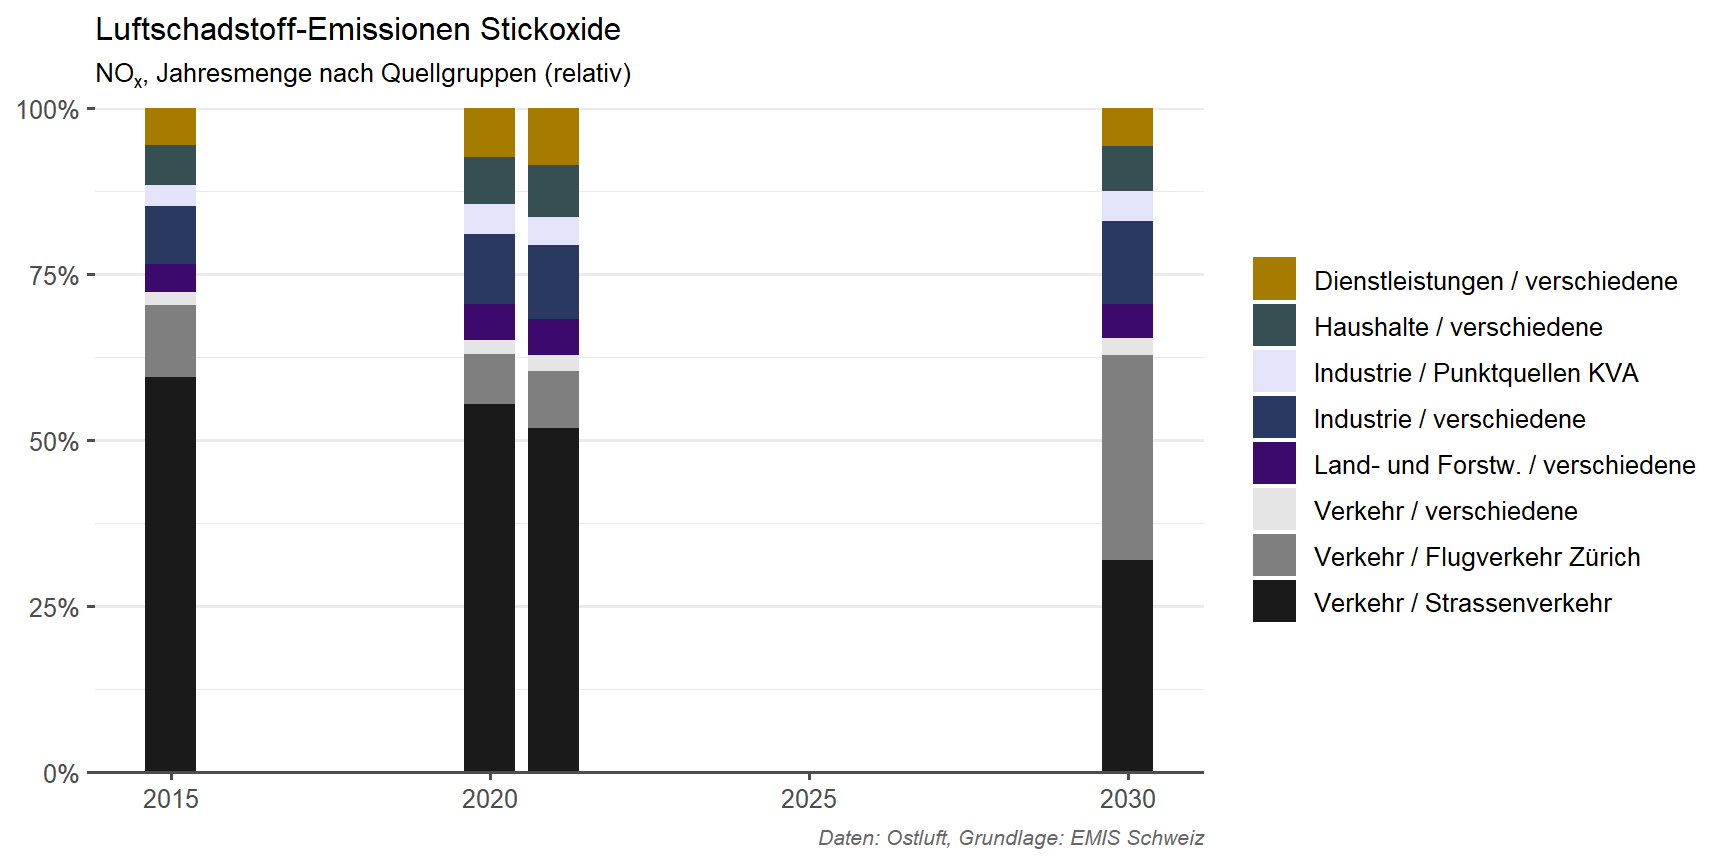 Luftschadstoff-Emissionen Stickoxide
NOx, Jahresmenge nach Quellgruppen (relativ)
100%
75%
50%
25%
0%
2015
2020
2025
2030
Dienstleistungen / verschiedene
Haushalte / verschiedene
Industrie / Punktquellen KVA
Industrie / verschiedene
Land- und Forstw. / verschiedene
Verkehr / verschiedene
Verkehr / Flugverkehr Zürich
Verkehr / Strassenverkehr
Daten: Ostluft, Grundlage: EMIS Schweiz